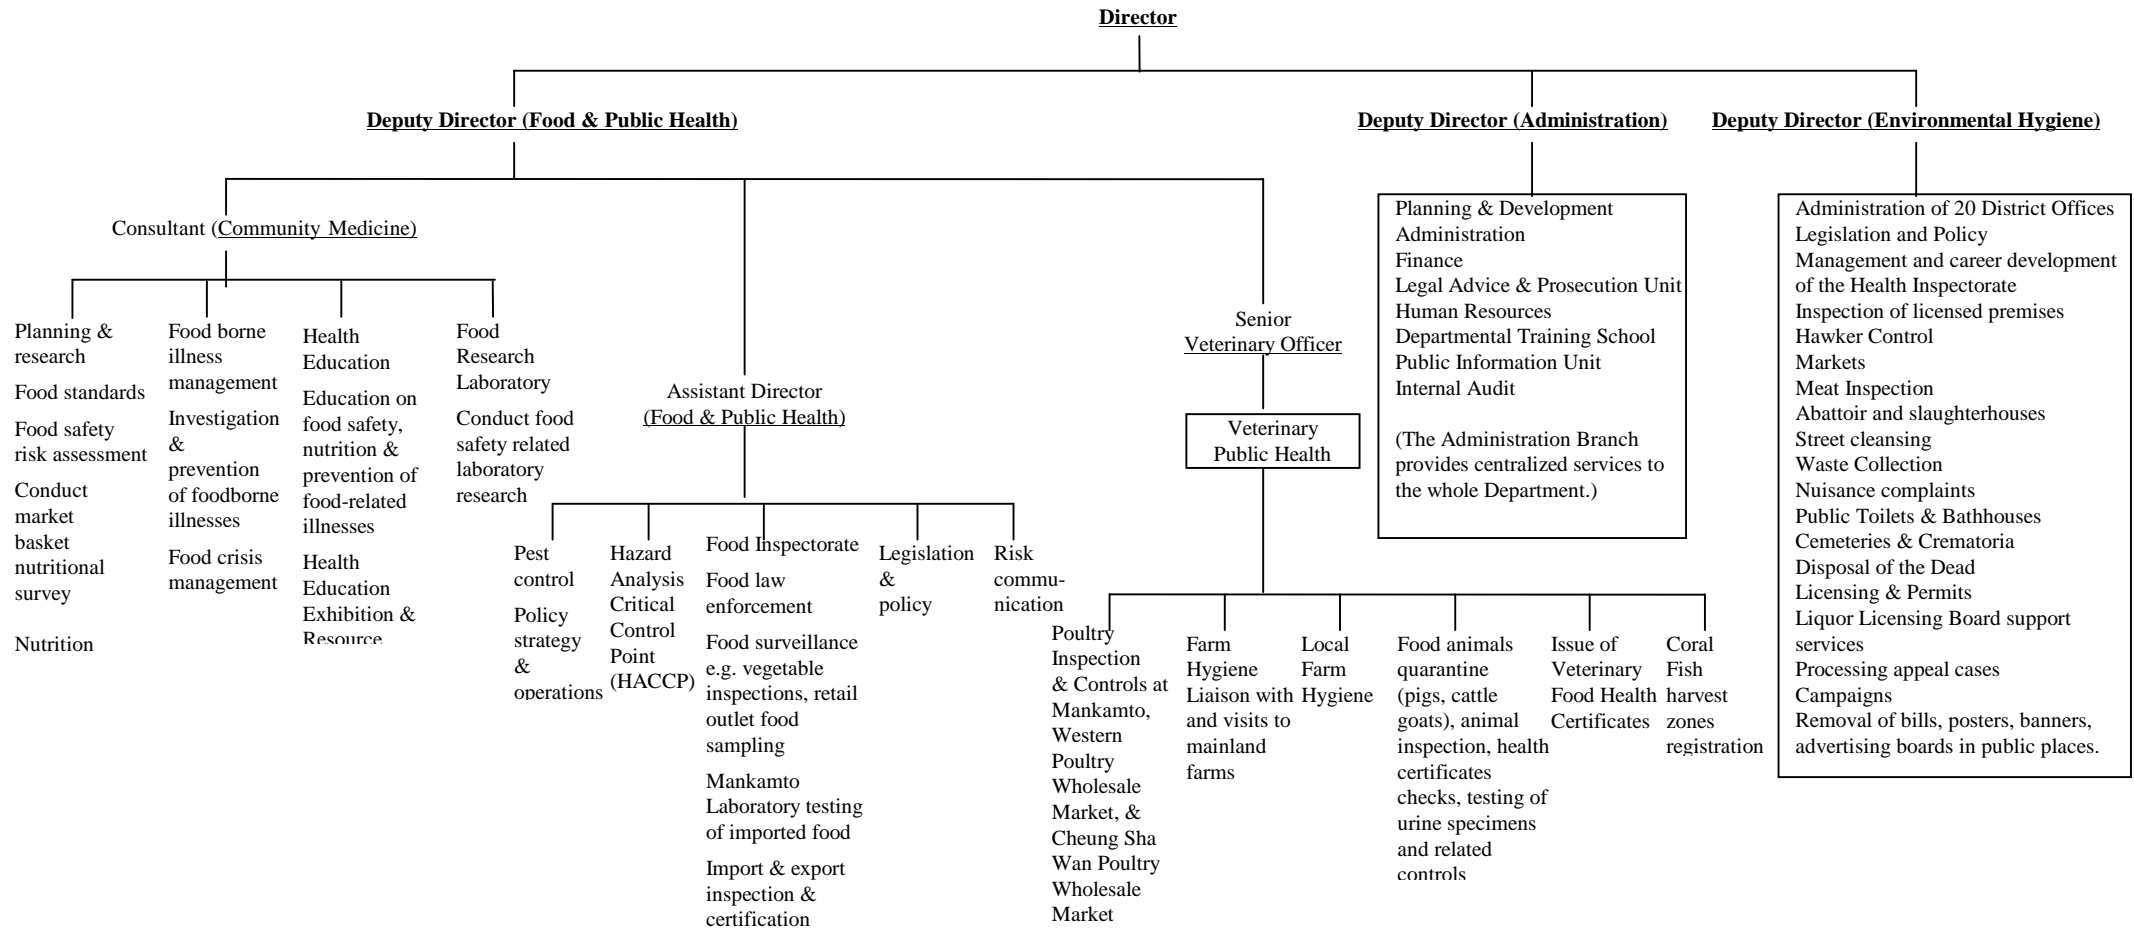 Director
Deputy Director (Food & Public Health)
Deputy Director (Administration)
Deputy Director (Environmental Hygiene)
Consultant (Community Medicine)
Planning &
research
Food standards
Food safety
risk assessment
Conduct
market
basket
nutritional
survey
Nutrition
Food borne
illness
management
Investigation
&
prevention
of foodborne
illnesses
Food crisis
management
Health
Education
Education on
food safety,
nutrition &
prevention of
food-related
illnesses
Health
Education
Exhibition &
Resource
Food
Research
Laboratory
Conduct food
safety related
laboratory
research
Assistant Director
(Food & Public Health)
Pest
control
Policy
strategy
&
operations
Hazard
Analysis
Critical
Control
Point
(HACCP)
Food Inspectorate
Food law
enforcement
Food surveillance
e.g. vegetable
inspections, retail
outlet food
sampling
Mankamto
Laboratory testing
of imported food
Import & export
inspection &
certification
Legislation
&
policy
Risk
commu-
nication
Senior
Veterinary Officer
Veterinary
Public Health
Poultry
Inspection
& Controls at
Mankamto,
Western
Poultry
Wholesale
Market, &
Cheung Sha
Wan Poultry
Wholesale
Market
Farm
Hygiene
Liaison with
and visits to
mainland
farms
Local
Farm
Hygiene
Food animals
quarantine
(pigs, cattle
goats), animal
inspection, health
certificates
checks, testing of
urine specimens
and related
controls
Issue of
Veterinary
Food Health
Certificates
Coral
Fish
harvest
zones
registration
Planning & Development
Administration
Finance
Legal Advice & Prosecution Unit
Human Resources
Departmental Training School
Public Information Unit
Internal Audit
(The Administration Branch
provides centralized services to
the whole Department.)
Administration of 20 District Offices
Legislation and Policy
Management and career development
of the Health Inspectorate
Inspection of licensed premises
Hawker Control
Markets
Meat Inspection
Abattoir and slaughterhouses
Street cleansing
Waste Collection
Nuisance complaints
Public Toilets & Bathhouses
Cemeteries & Crematoria
Disposal of the Dead
Licensing & Permits
Liquor Licensing Board support
services
Processing appeal cases
Campaigns
Removal of bills, posters, banners,
advertising boards in public places.